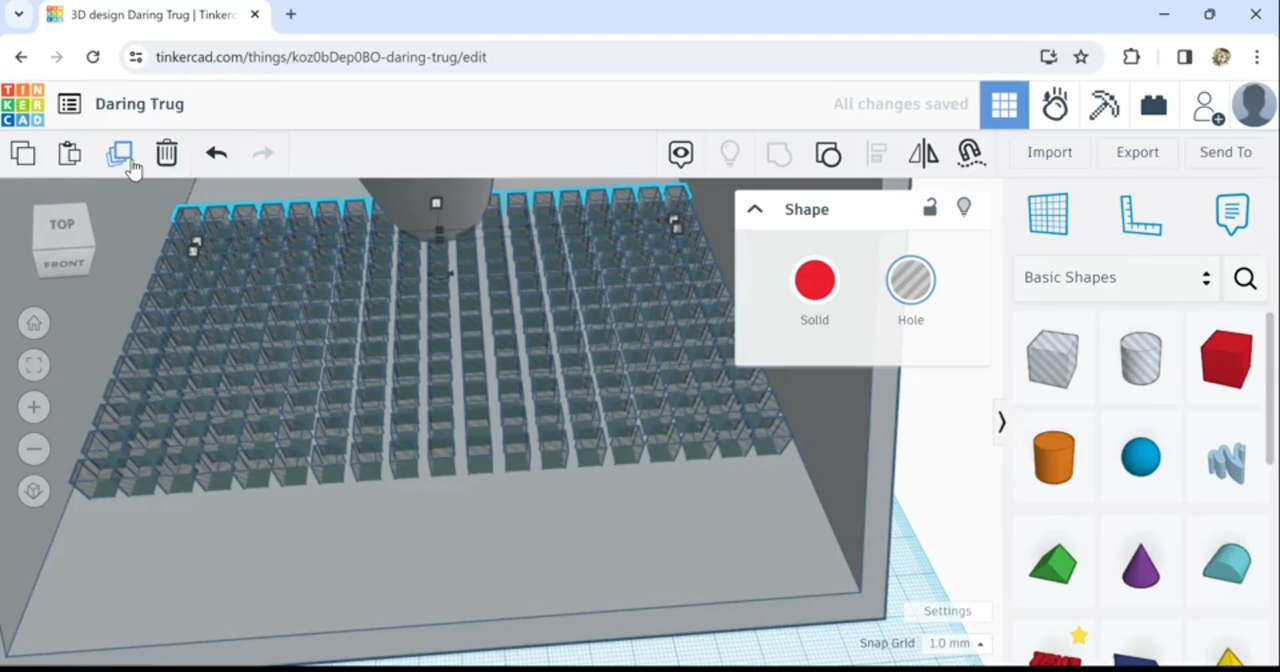 3D design Daring Trug | Tinkerc
tinkercad.com/things/koz0bDep0BO-daring-trug/edit
TIN
KER
CAD
Daring Trug
All changes saved
Import
Export
Send To
TOP
FRONT
Shape
Solid
Hole
Basic Shapes
Settings
Snap Grid
1.0 mm